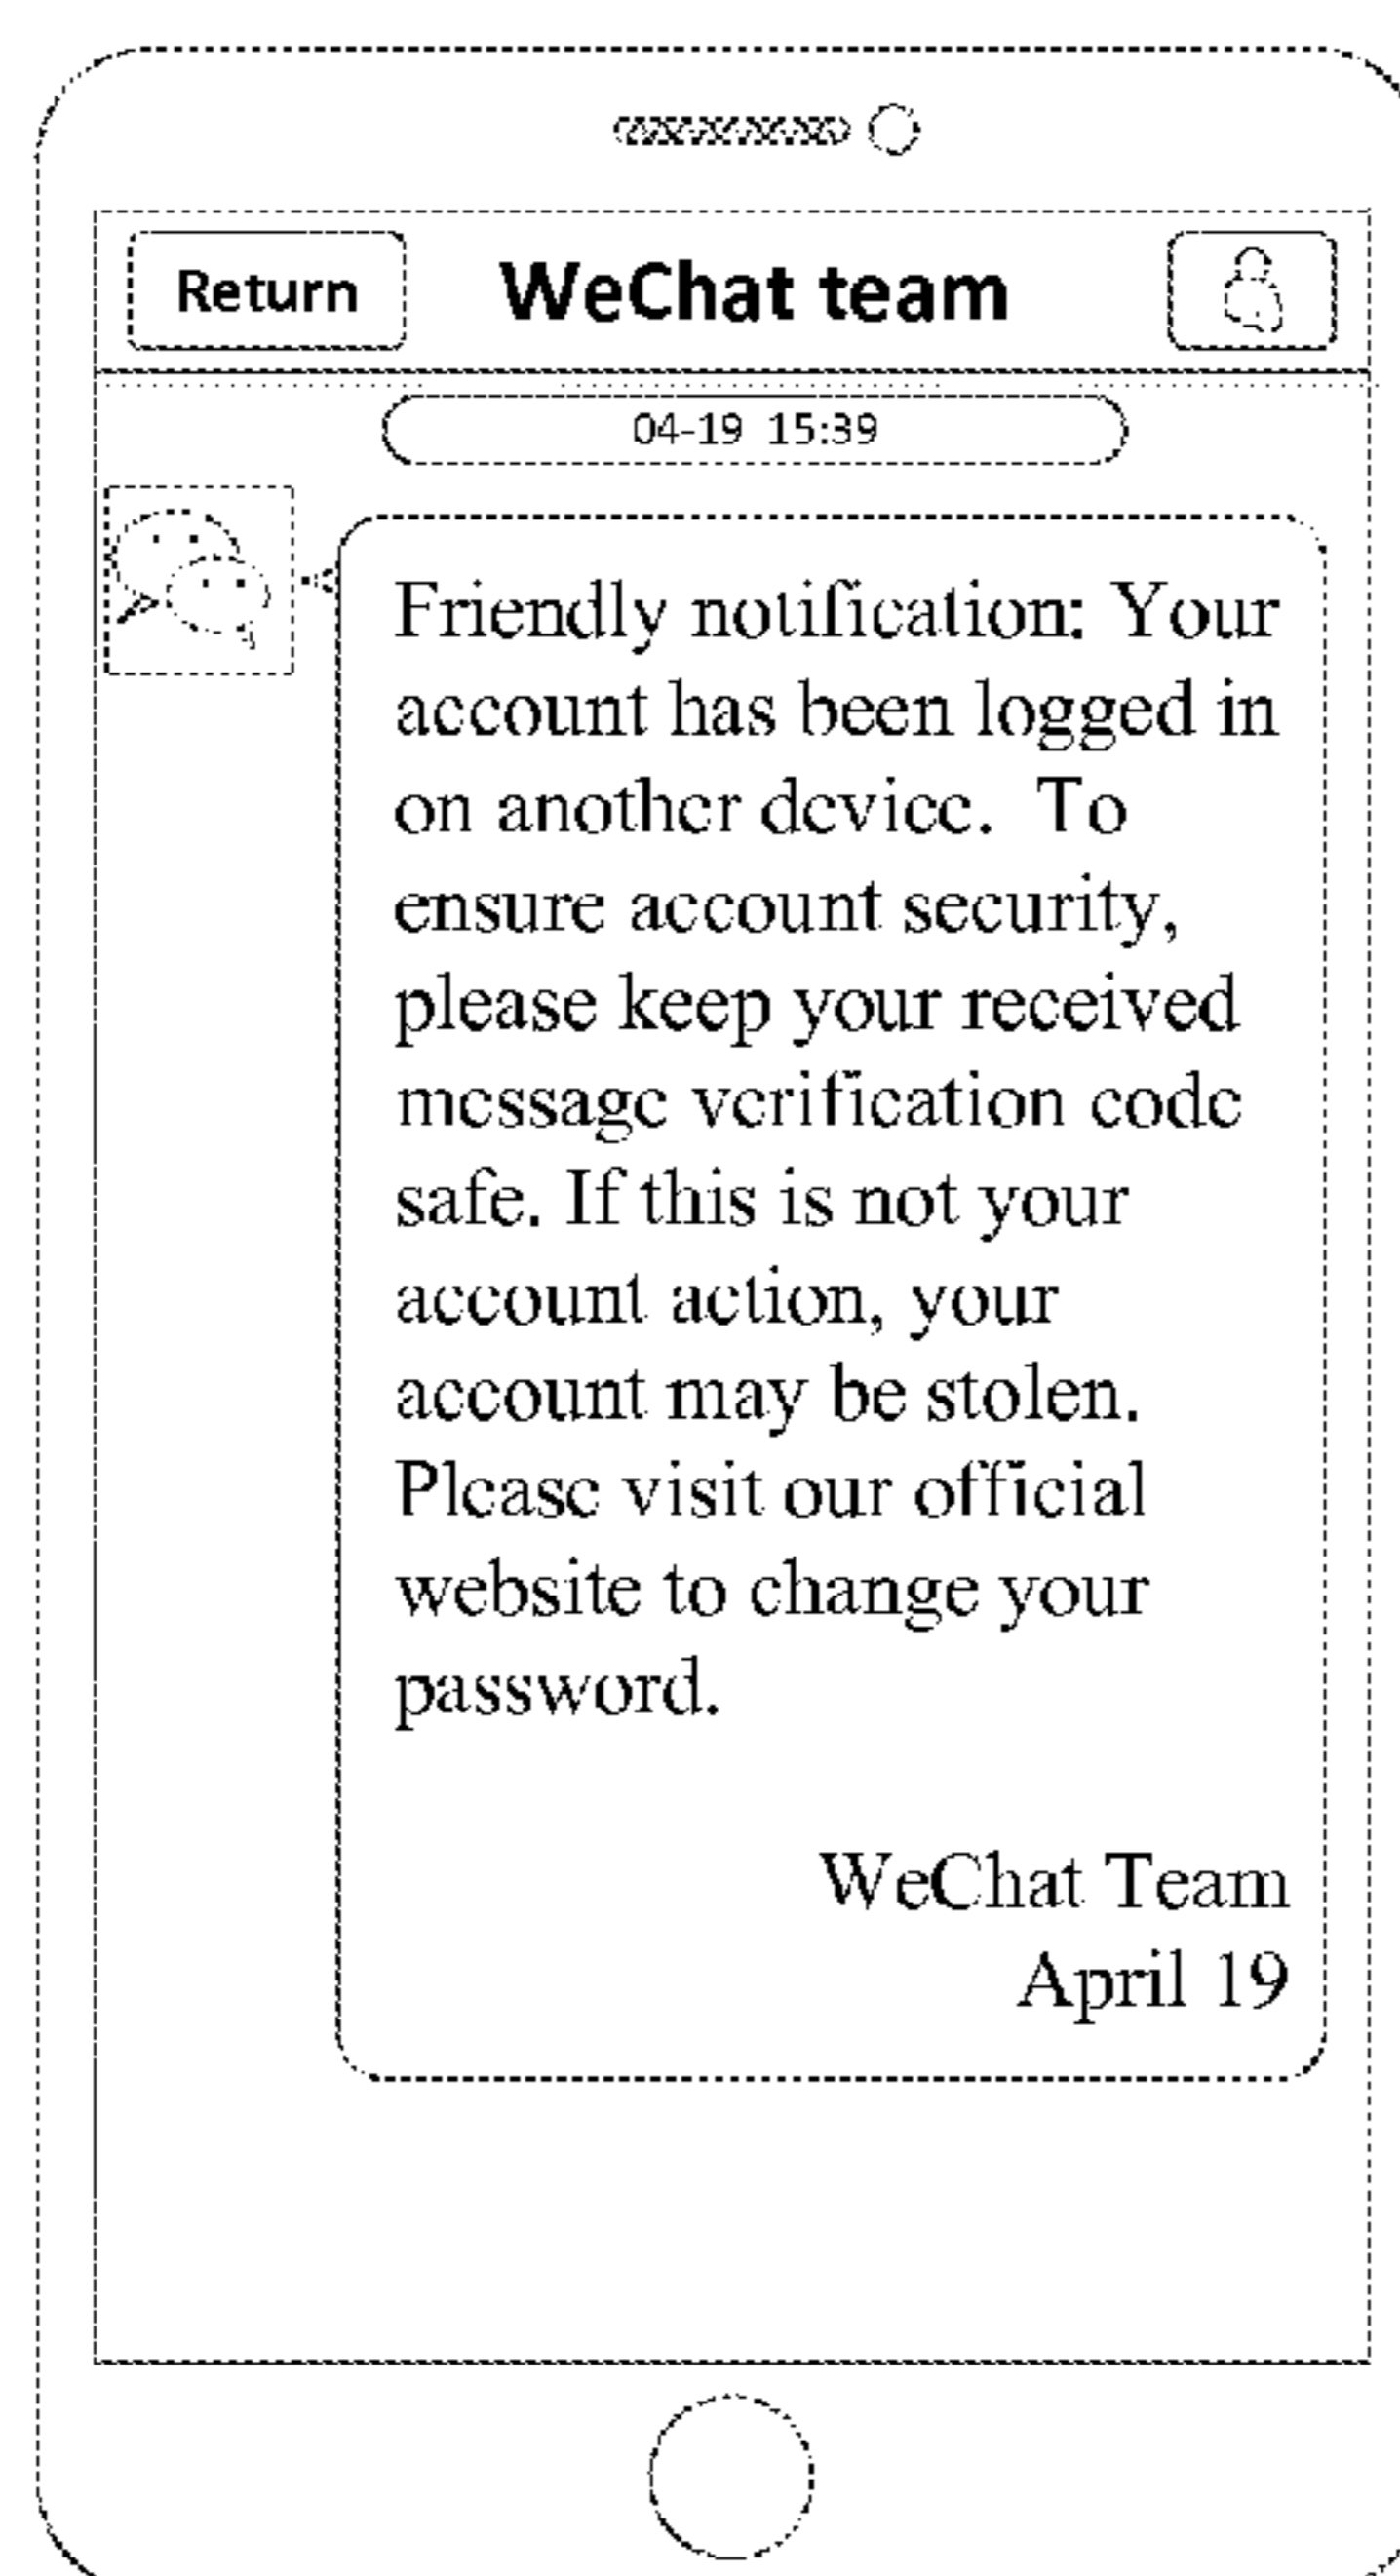 Return
WeChat team
04-19 15:39
Friendly notification: Your
account has been logged in
on another device. To
ensure account security,
please keep your received
message verification code
safe. If this is not your
account action, your
account may be stolen.
Please visit our official
website to change your
password.
WeChat Team
April 19